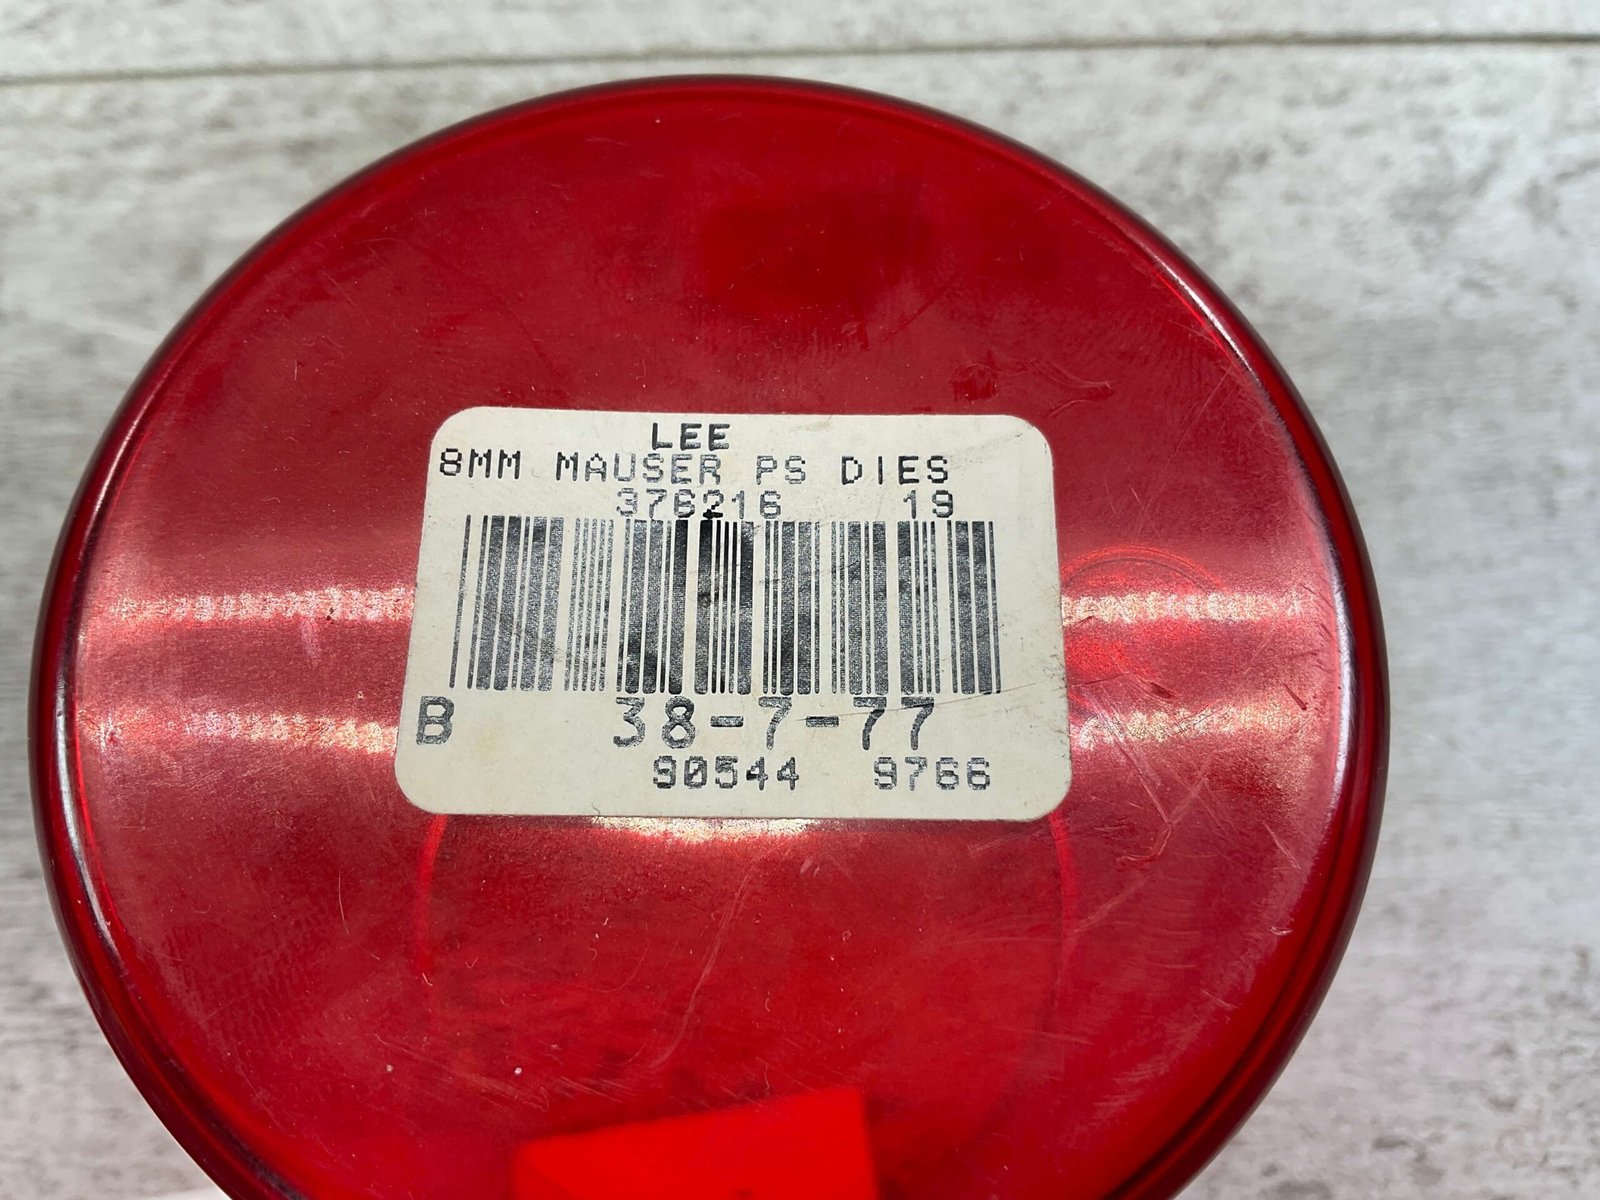 LEE
8MM MAUSER PS DIES
376216 19
B 38-7-77
90544 9766